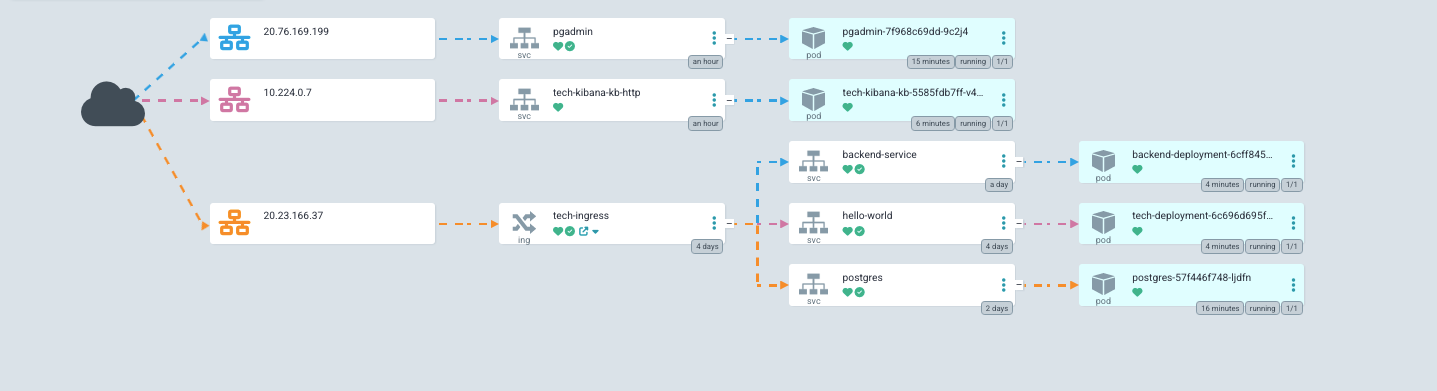 20.76.169.199
pgadmin
svc
an hour
pgadmin-7f968c69dd-9c2j4
pod
15 minutes running 1/1
10.224.0.7
tech-kibana-kb-http
svc
an hour
tech-kibana-kb-5585fdb7ff-v4...
pod
6 minutes running 1/1
backend-service
svc
a day
backend-deployment-6cff845...
pod
4 minutes running 1/1
20.23.166.37
tech-ingress
ing
4 days
hello-world
svc
4 days
tech-deployment-6c696d695f...
pod
4 minutes running 1/1
postgres
svc
2 days
postgres-57f446f748-ljdfn
pod
16 minutes running 1/1